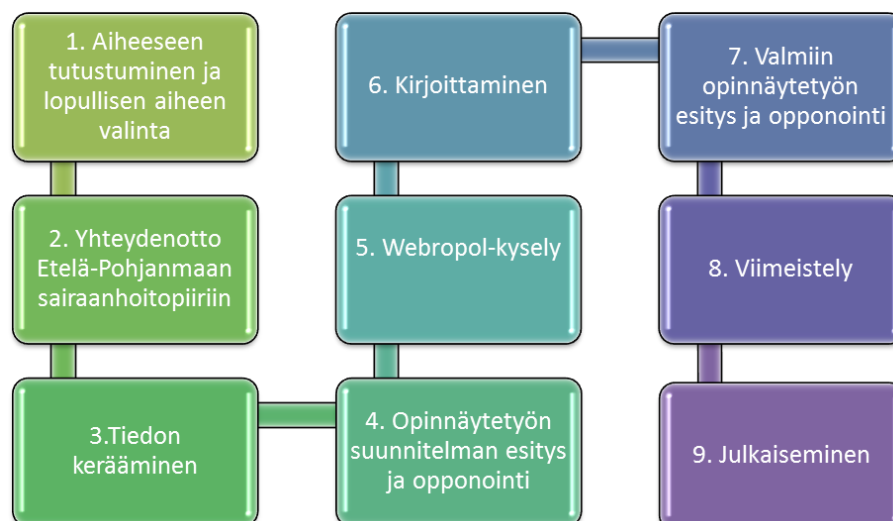 1. Aiheeseen
tutustuminen ja
lopullisen aiheen
valinta
2. Yhteydenotto
Etelä-Pohjanmaan
sairaanhoitopiiriin
3.Tiedon
kerääminen
4. Opinnäytetyön
suunnitelman esitys
ja opponointi
5. Webropol-kysely
6. Kirjoittaminen
7. Valmiin
opinnäytetyön
esitys ja opponointi
8. Viimeistely
9. Julkaiseminen